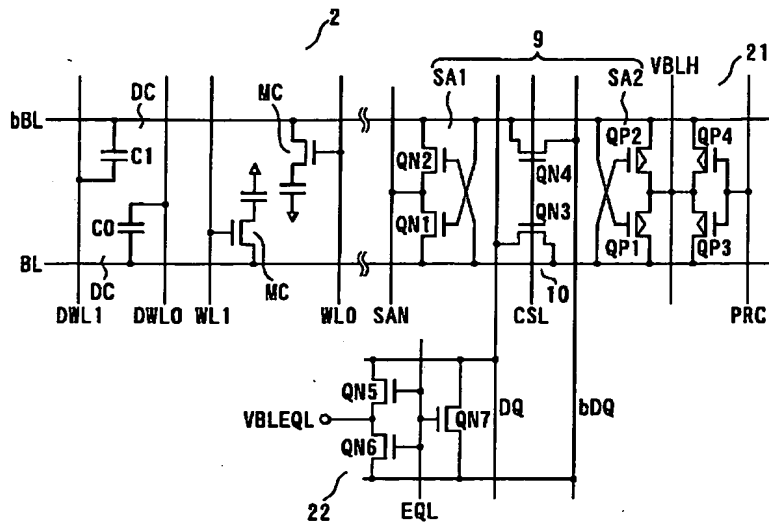 2
9
21
SA1
SA2
VBLH
DC
MC
bBL
C1
QN2
QN4
QP2
QP4
C0
QN1
QN3
QP1
QP3
BL
DC
MC
10
DWL1
DWL0
WL1
WL0
SAN
CSL
PRC
QN5
VBLEQL
QN7
DQ
bDQ
QN6
22
EQL